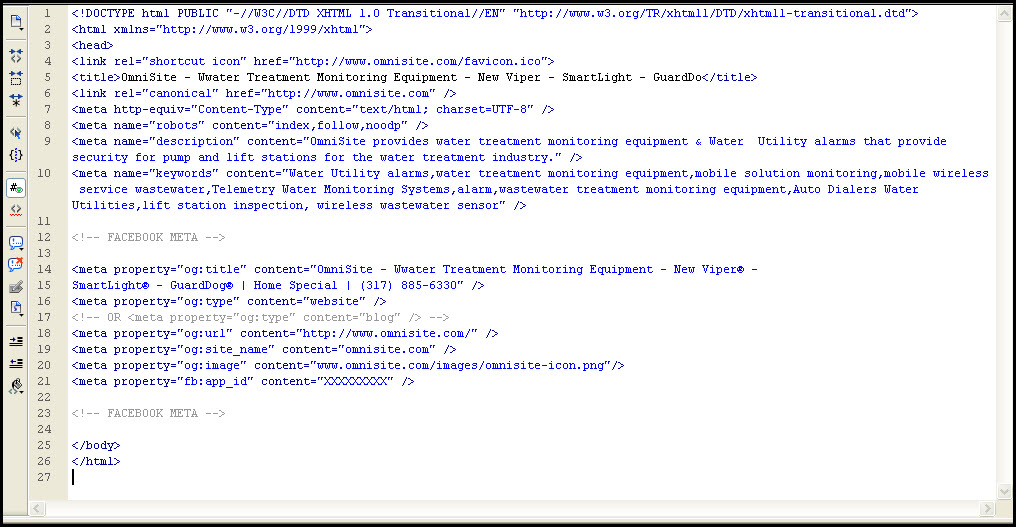 1 <!DOCTYPE html PUBLIC "-//W3C//DTD XHTML 1.0 Transitional//EN" "http://www.w3.org/TR/xhtml1/DTD/xhtml1-transitional.dtd">
2 <html xmlns="http://www.w3.org/1999/xhtml">
3 <head>
4 <link rel="shortcut icon" href="http://www.omnisite.com/favicon.ico">
5 <title>OmniSite - Wwater Treatment Monitoring Equipment - New Viper - SmartLight - GuardDo</title>
6 <link rel="canonical" href="http://www.omnisite.com" />
7 <meta http-equiv="Content-Type" content="text/html; charset=UTF-8" />
8 <meta name="robots" content="index,follow,noodp" />
9 <meta name="description" content="OmniSite provides water treatment monitoring equipment & Water  Utility alarms that provide
security for pump and lift stations for the water treatment industry." />
10 <meta name="keywords" content="Water Utility alarms,water treatment monitoring equipment,mobile solution monitoring,mobile wireless
service wastewater,Telemetry Water Monitoring Systems,alarm,wastewater treatment monitoring equipment,Auto Dialers Water
Utilities,lift station inspection, wireless wastewater sensor" />
11
12 <!-- FACEBOOK META -->
13
14 <meta property="og:title" content="OmniSite - Wwater Treatment Monitoring Equipment - New Viper® -
15 SmartLight® - GuardDog® | Home Special | (317) 885-6330" />
16 <meta property="og:type" content="website" />
17 <!-- OR <meta property="og:type" content="blog" /> -->
18 <meta property="og:url" content="http://www.omnisite.com/" />
19 <meta property="og:site_name" content="omnisite.com" />
20 <meta property="og:image" content="www.omnisite.com/images/omnisite-icon.png"/>
21 <meta property="fb:app_id" content="XXXXXXXXX" />
22
23 <!-- FACEBOOK META -->
24
25 </body>
26 </html>
27